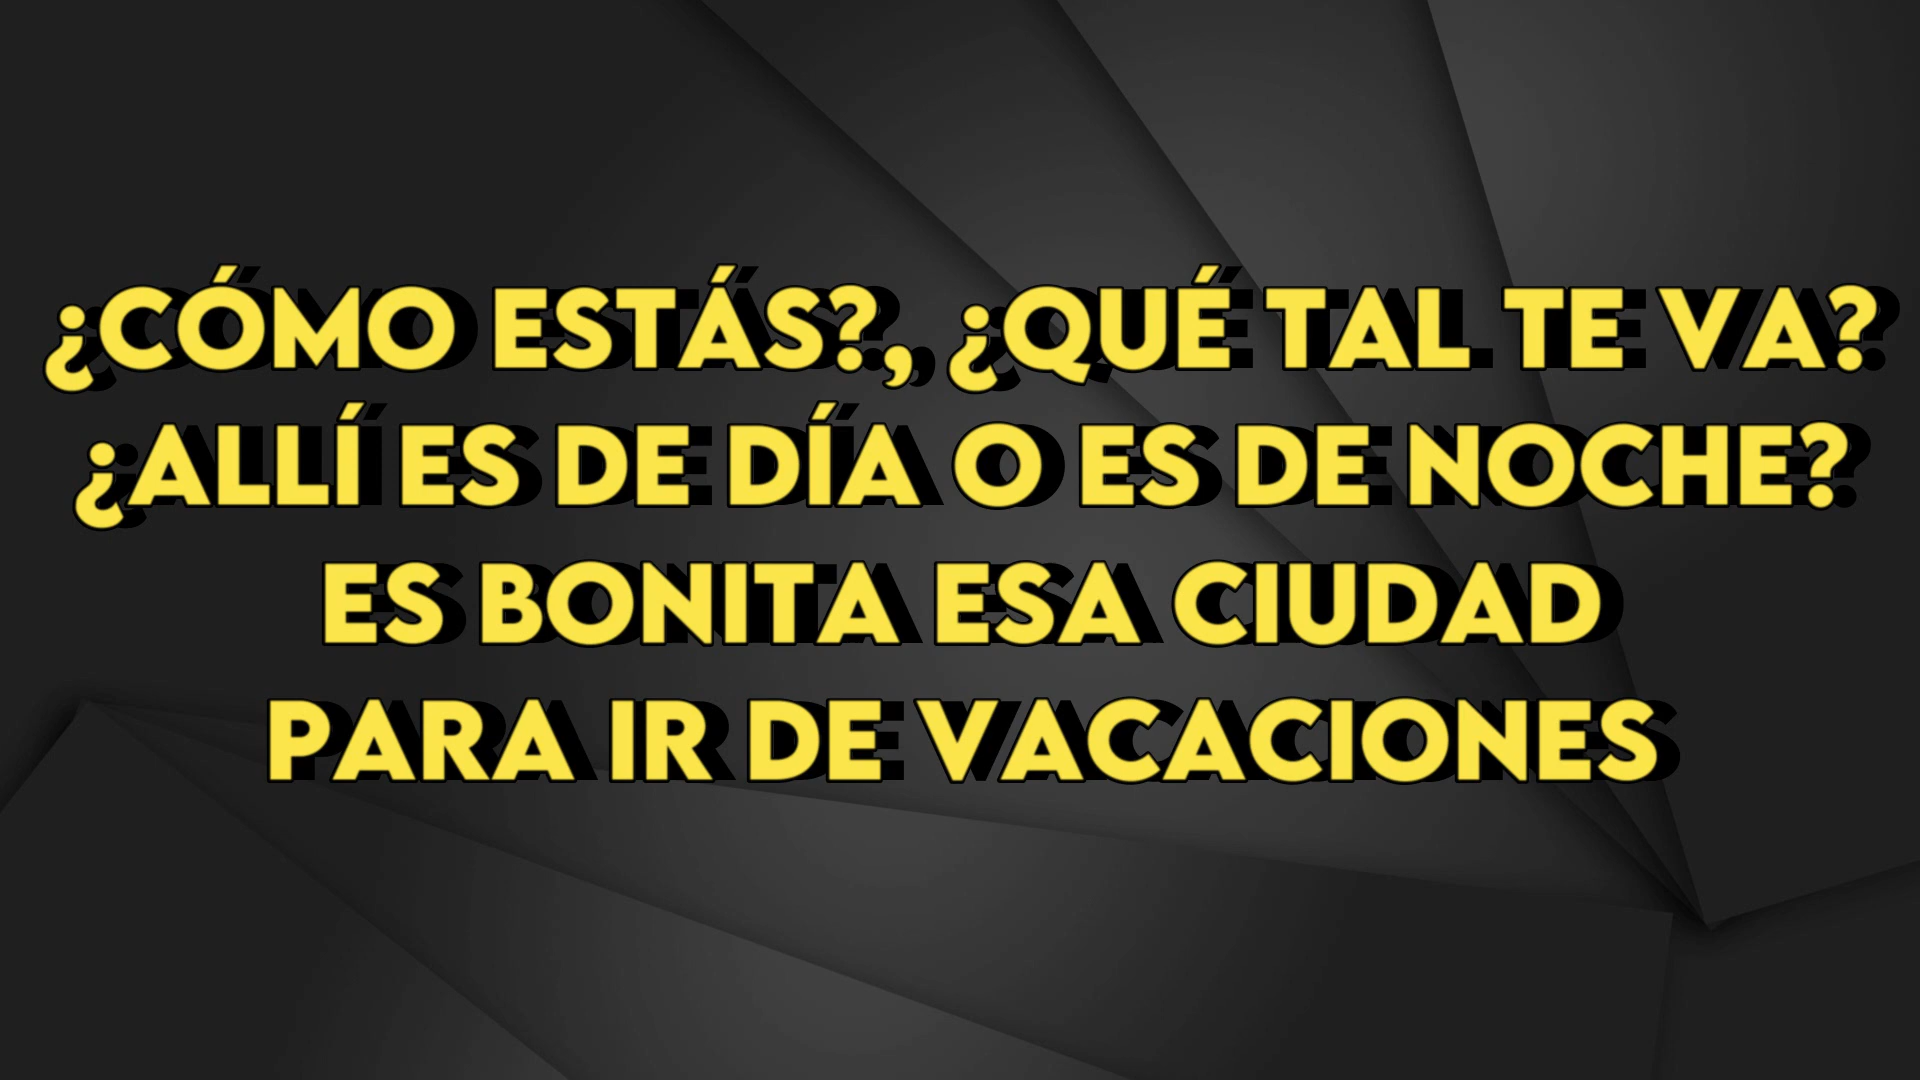 ¿CÓMO ESTÁS?, ¿QUÉ TAL TE VA?
¿ALLÍ ES DE DÍA O ES DE NOCHE?
ES BONITA ESA CIUDAD
PARA IR DE VACACIONES